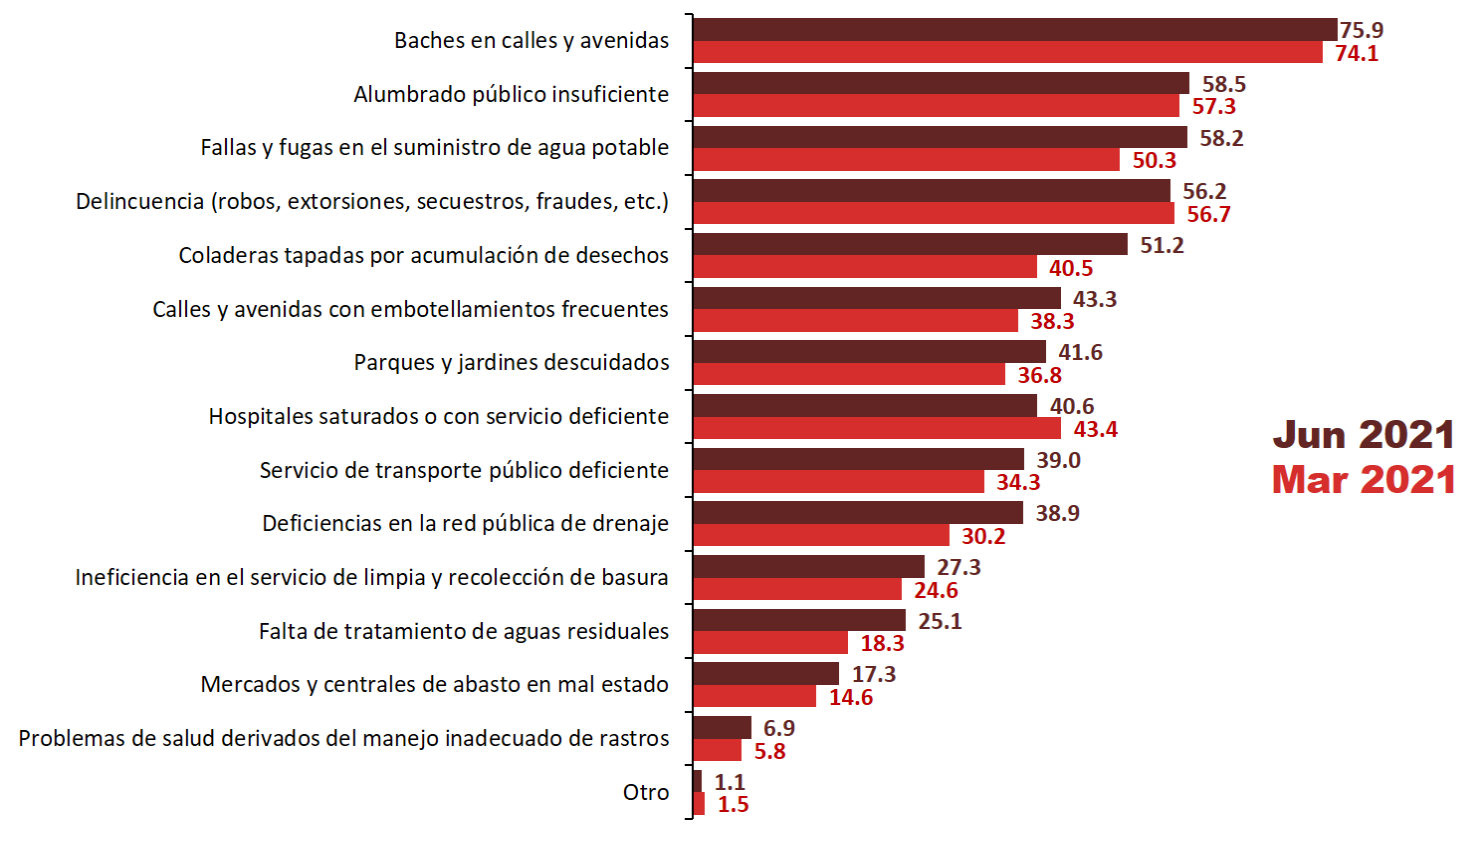 Baches en calles y avenidas
75.9
74.1
Alumbrado público insuficiente
58.5
57.3
Fallas y fugas en el suministro de agua potable
58.2
50.3
Delincuencia (robos, extorsiones, secuestros, fraudes, etc.)
56.2
56.7
Coladeras tapadas por acumulación de desechos
51.2
40.5
Calles y avenidas con embotellamientos frecuentes
43.3
38.3
Parques y jardines descuidados
41.6
36.8
Hospitales saturados o con servicio deficiente
40.6
43.4
Servicio de transporte público deficiente
39.0
34.3
Deficiencias en la red pública de drenaje
38.9
30.2
Ineficiencia en el servicio de limpia y recolección de basura
27.3
24.6
Falta de tratamiento de aguas residuales
25.1
18.3
Mercados y centrales de abasto en mal estado
17.3
14.6
Problemas de salud derivados del manejo inadecuado de rastros
6.9
5.8
Otro
1.1
1.5
Jun 2021
Mar 2021